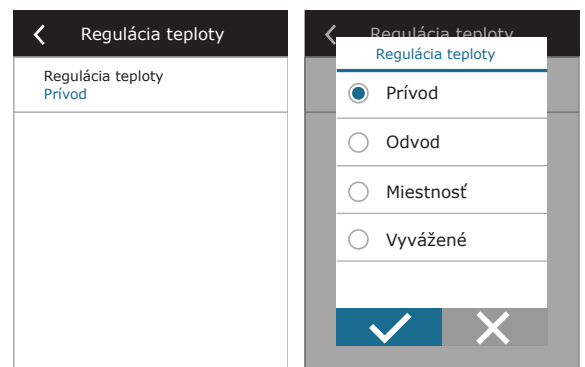 Regulácia teploty
Regulácia teploty
Prívod
Regulácia teploty
Regulácia teploty
Prívod
Odvod
Miestnosť
Vyvážené